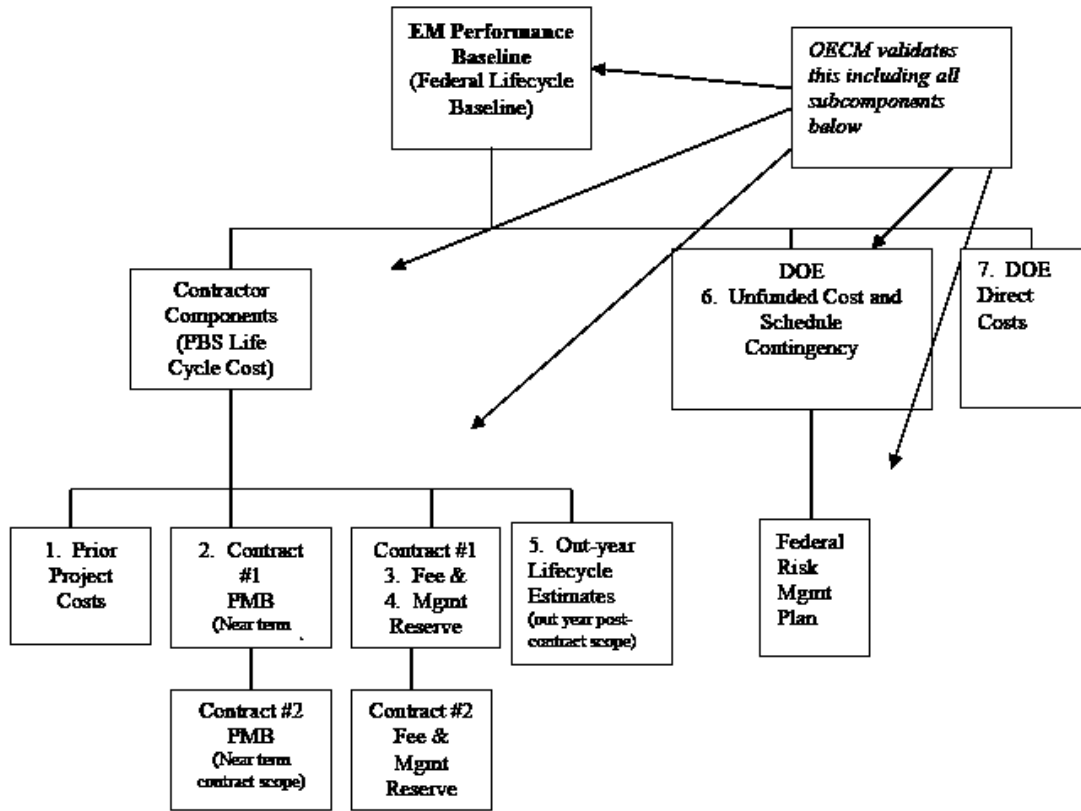 EM Performance
Baseline
(Federal Lifecycle
Baseline)
OECM validates
this including all
subcomponents
below
Contractor
Components
(PBS Life
Cycle Cost)
DOE
6. Unfunded Cost and
Schedule
Contingency
7. DOE
Direct
Costs
1. Prior
Project
Costs
2. Contract
#1
PMB
(Near term
Contract #1
3. Fee &
4. Mgmt
Reserve
5. Out-year
Lifecycle
Estimates
(out year post-
contract scope)
Federal
Risk
Mgmt
Plan
Contract #2
PMB
(Near term
contract scope)
Contract #2
Fee &
Mgmt
Reserve